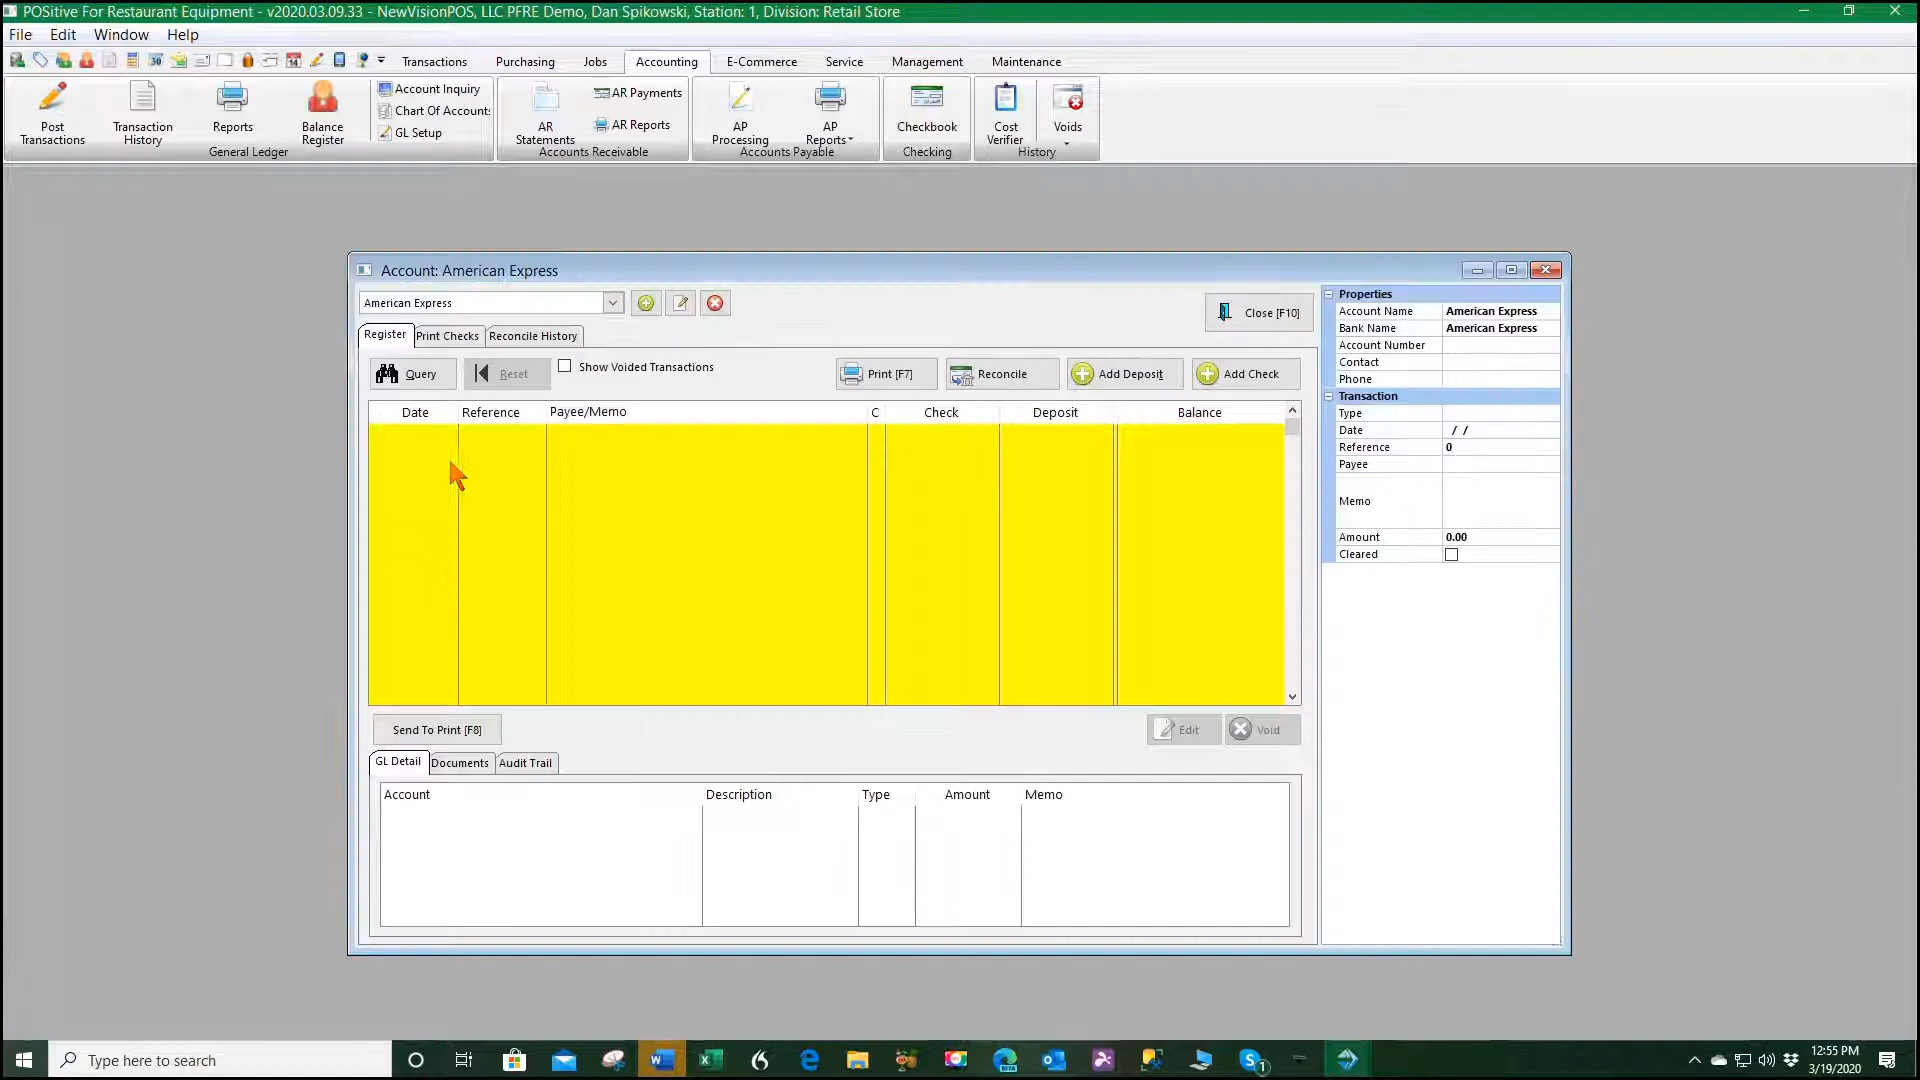 POSitive For Restaurant Equipment - v2020.03.09.33 - NewVisionPOS, LLC PFRE Demo, Dan Spikowski, Station: 1, Division: Retail Store
File Edit Window Help
Transactions Purchasing Jobs Accounting E-Commerce Service Management Maintenance
Post Transactions
Transaction History
Reports
Balance Register
Account Inquiry
Chart Of Account
GL Setup
General Ledger
AR Statements
AR Payments
AR Reports
Accounts Receivable
AP Processing
AP Reports
Accounts Payable
Checkbook
Checking
Cost Verifier
Voids
History
Account: American Express
American Express
Close [F10]
Register Print Checks Reconcile History
Query Reset Show Voided Transactions Print [F7] Reconcile Add Deposit Add Check
Date Reference Payee/Memo C Check Deposit Balance
Send To Print [F8] Edit Void
GL Detail Documents Audit Trail
Account Description Type Amount Memo
Properties
Account Name American Express
Bank Name American Express
Account Number
Contact
Phone
Transaction
Type
Date / /
Reference 0
Payee
Memo
Amount 0.00
Cleared
Type here to search
12:55 PM
3/19/2020